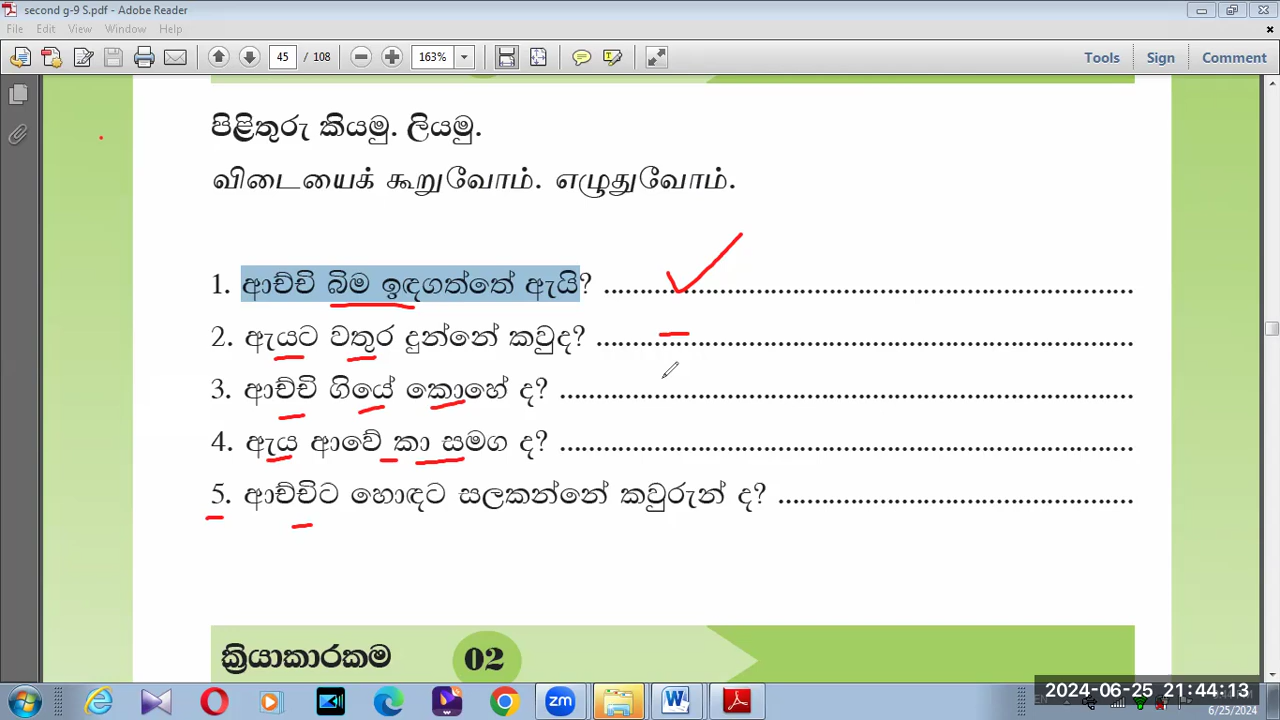 second g-9 S.pdf - Adobe Reader
File Edit View Window Help
45 / 108 163% Tools Sign Comment
පිළිතුරු කියමු. ලියමු.
விடையைக் கூறுவோம். எழுதுவோம்.
1. ආච්චි බිම ඉඳගත්තේ ඇයි? ..........................................................................
2. ඇයට වතුර දුන්නේ කවුද? ...........................................................................
3. ආච්චි ගියේ කොහේ ද? ................................................................................
4. ඇය ආවේ කා සමග ද? ................................................................................
5. ආච්චිට හොඳට සලකන්නේ කවුරුන් ද? .................................................
ක්‍රියාකාරකම 02
2024-06-25 21:44:13
6/25/2024